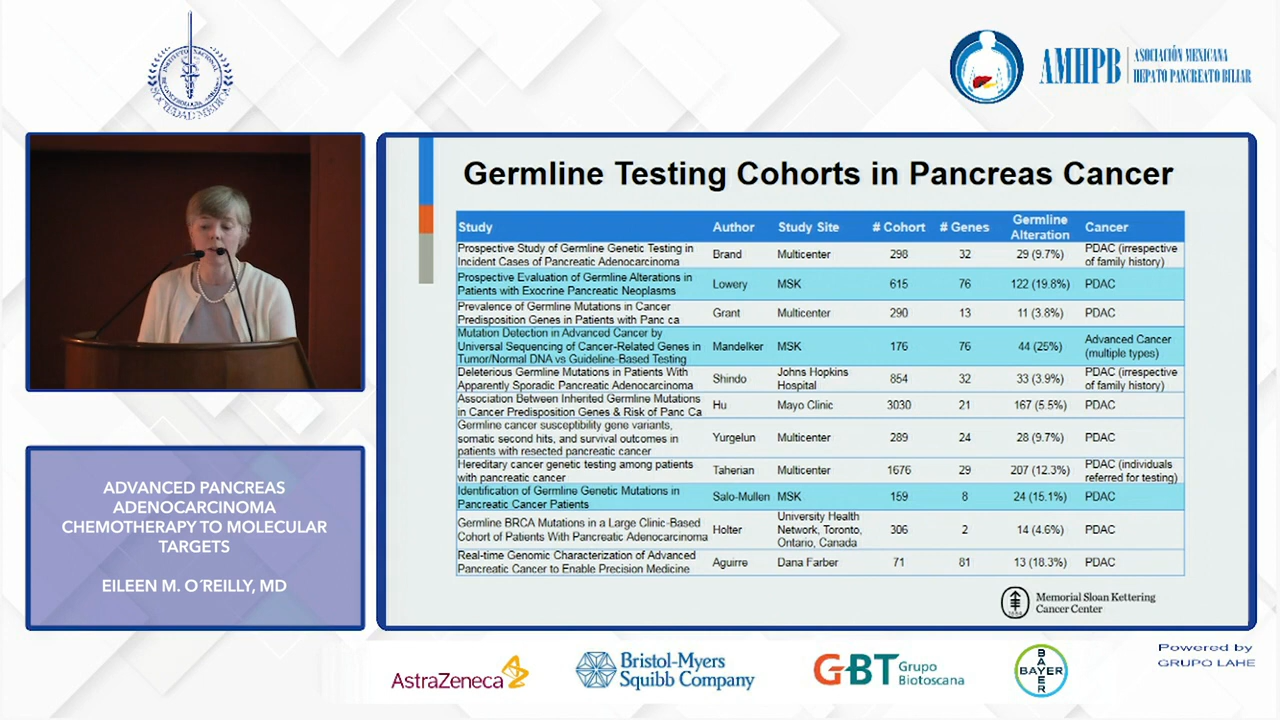 INSTITUTO NACIONAL
DE CANCEROLOGIA
SOCIEDAD MEDICA
AMHPB
ASOCIACIÓN MEXICANA
HEPATO PANCREATO BILIAR
Germline Testing Cohorts in Pancreas Cancer
Study Author Study Site # Cohort # Genes Germline Alteration Cancer
Prospective Study of Germline Genetic Testing in
Incident Cases of Pancreatic Adenocarcinoma
Brand Multicenter 298 32 29 (9.7%) PDAC (irrespective
of family history)
Prospective Evaluation of Germline Alterations in
Patients with Exocrine Pancreatic Neoplasms
Lowery MSK 615 76 122 (19.8%) PDAC
Prevalence of Germline Mutations in Cancer
Predisposition Genes in Patients with Panc ca
Grant Multicenter 290 13 11 (3.8%) PDAC
Mutation Detection in Advanced Cancer by
Universal Sequencing of Cancer-Related Genes in
Tumor/Normal DNA vs Guideline-Based Testing
Mandelker MSK 176 76 44 (25%) Advanced Cancer
(multiple types)
Deleterious Germline Mutations in Patients With
Apparently Sporadic Pancreatic Adenocarcinoma
Shindo Johns Hopkins
Hospital
854 32 33 (3.9%) PDAC (irrespective
of family history)
Association Between Inherited Germline Mutations
in Cancer Predisposition Genes & Risk of Panc Ca
Hu Mayo Clinic 3030 21 167 (5.5%) PDAC
Germline cancer susceptibility gene variants,
somatic second hits, and survival outcomes in
patients with resected pancreatic cancer
Yurgelun Multicenter 289 24 28 (9.7%) PDAC
Hereditary cancer genetic testing among patients
with pancreatic cancer
Taherian Multicenter 1676 29 207 (12.3%) PDAC (individuals
referred for testing)
Identification of Germline Genetic Mutations in
Pancreatic Cancer Patients
Salo-Mullen MSK 159 8 24 (15.1%) PDAC
Germline BRCA Mutations in a Large Clinic-Based
Cohort of Patients With Pancreatic Adenocarcinoma
Holter University Health
Network, Toronto,
Ontario, Canada
306 2 14 (4.6%) PDAC
Real-time Genomic Characterization of Advanced
Pancreatic Cancer to Enable Precision Medicine
Aguirre Dana Farber 71 81 13 (18.3%) PDAC
Memorial Sloan Kettering
Cancer Center
ADVANCED PANCREAS
ADENOCARCINOMA
CHEMOTHERAPY TO MOLECULAR
TARGETS
EILEEN M. O´REILLY, MD
AstraZeneca
Bristol-Myers
Squibb Company
GBT Grupo
Biotoscana
BAYER
BAYER
Powered by
GRUPO LAHE